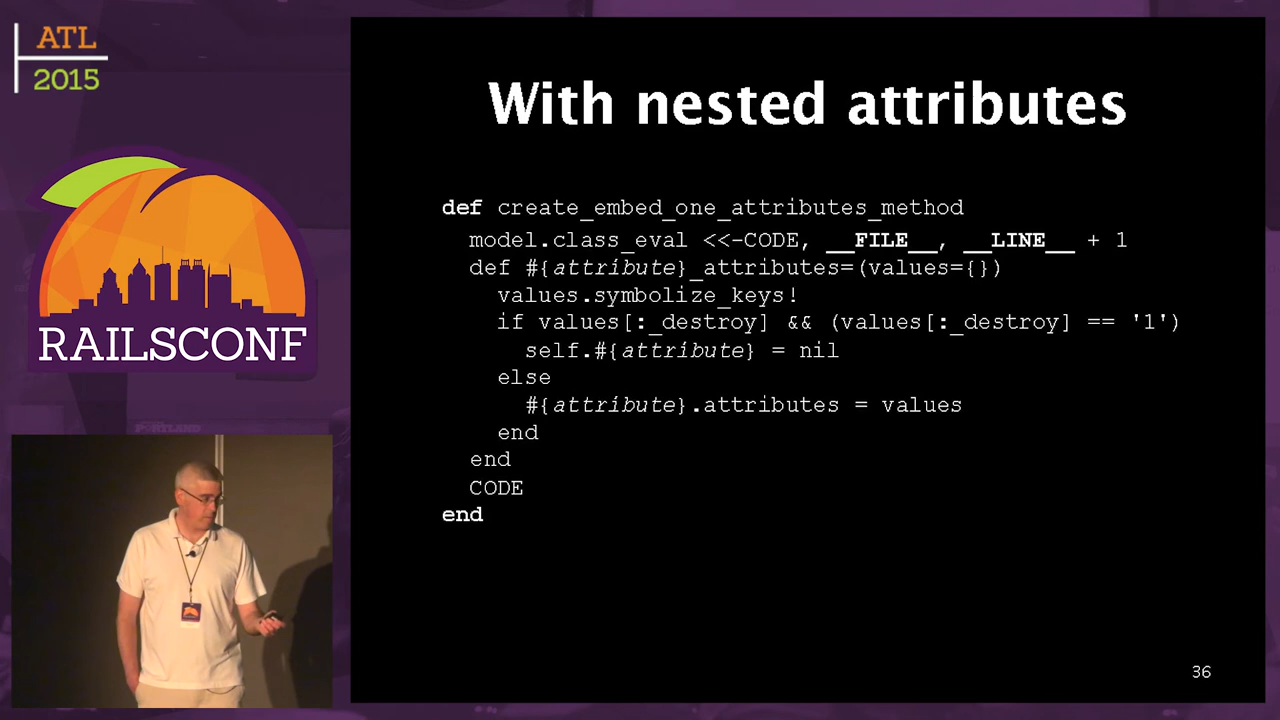 ATL
2015
RAILSCONF
With nested attributes
def create_embed_one_attributes_method
model.class_eval <<-CODE, __FILE__, __LINE__ + 1
def #{attribute}_attributes=(values={})
values.symbolize_keys!
if values[:_destroy] && (values[:_destroy] == '1')
self.#{attribute} = nil
else
#{attribute}.attributes = values
end
end
CODE
end
36